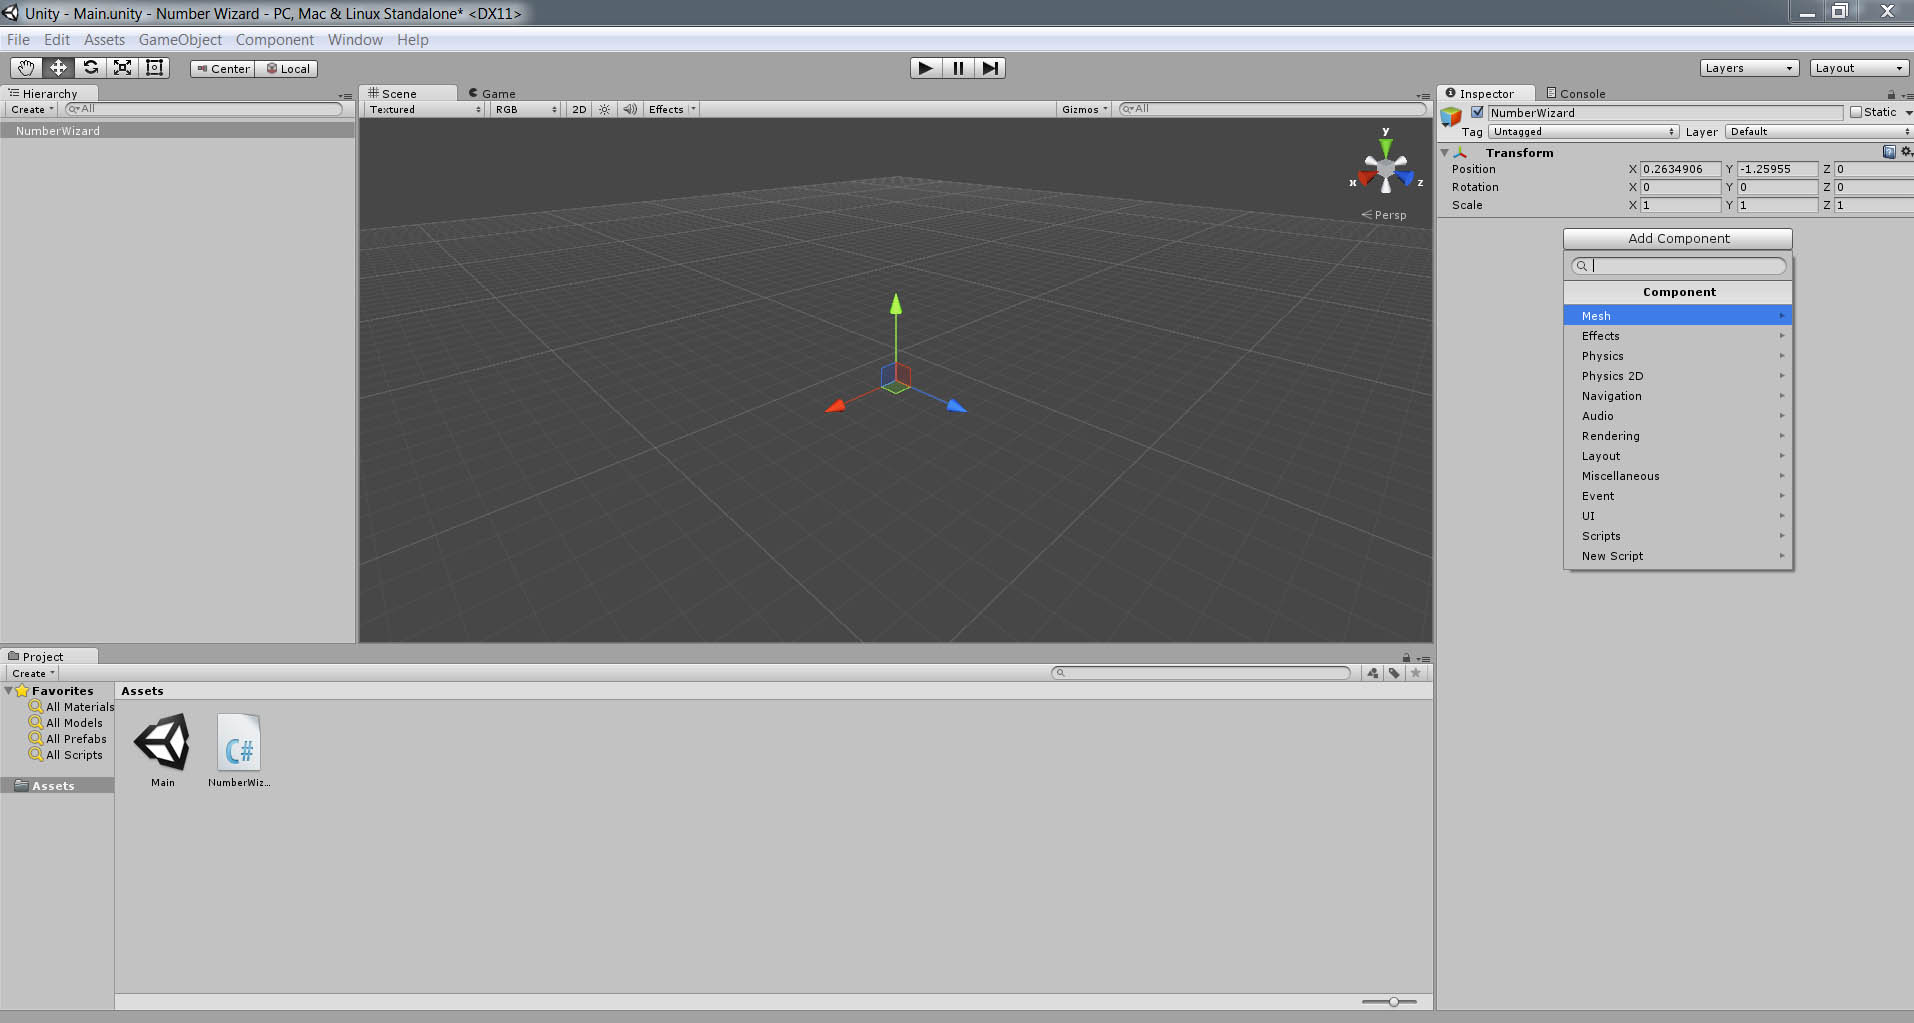 Unity - Main.unity - Number Wizard - PC, Mac & Linux Standalone* <DX11>
File Edit Assets GameObject Component Window Help
Center Local
Layers Layout
Hierarchy
Create All
NumberWizard
Scene Game
Textured RGB 2D Effects Gizmos All
y
x z
Persp
Inspector Console
NumberWizard Static
Tag Untagged Layer Default
Transform
Position X 0.2634906 Y -1.25955 Z 0
Rotation X 0 Y 0 Z 0
Scale X 1 Y 1 Z 1
Add Component
Component
Mesh
Effects
Physics
Physics 2D
Navigation
Audio
Rendering
Layout
Miscellaneous
Event
UI
Scripts
New Script
Project
Create
Favorites
All Materials
All Models
All Prefabs
All Scripts
Assets
Assets
C#
Main NumberWiz...